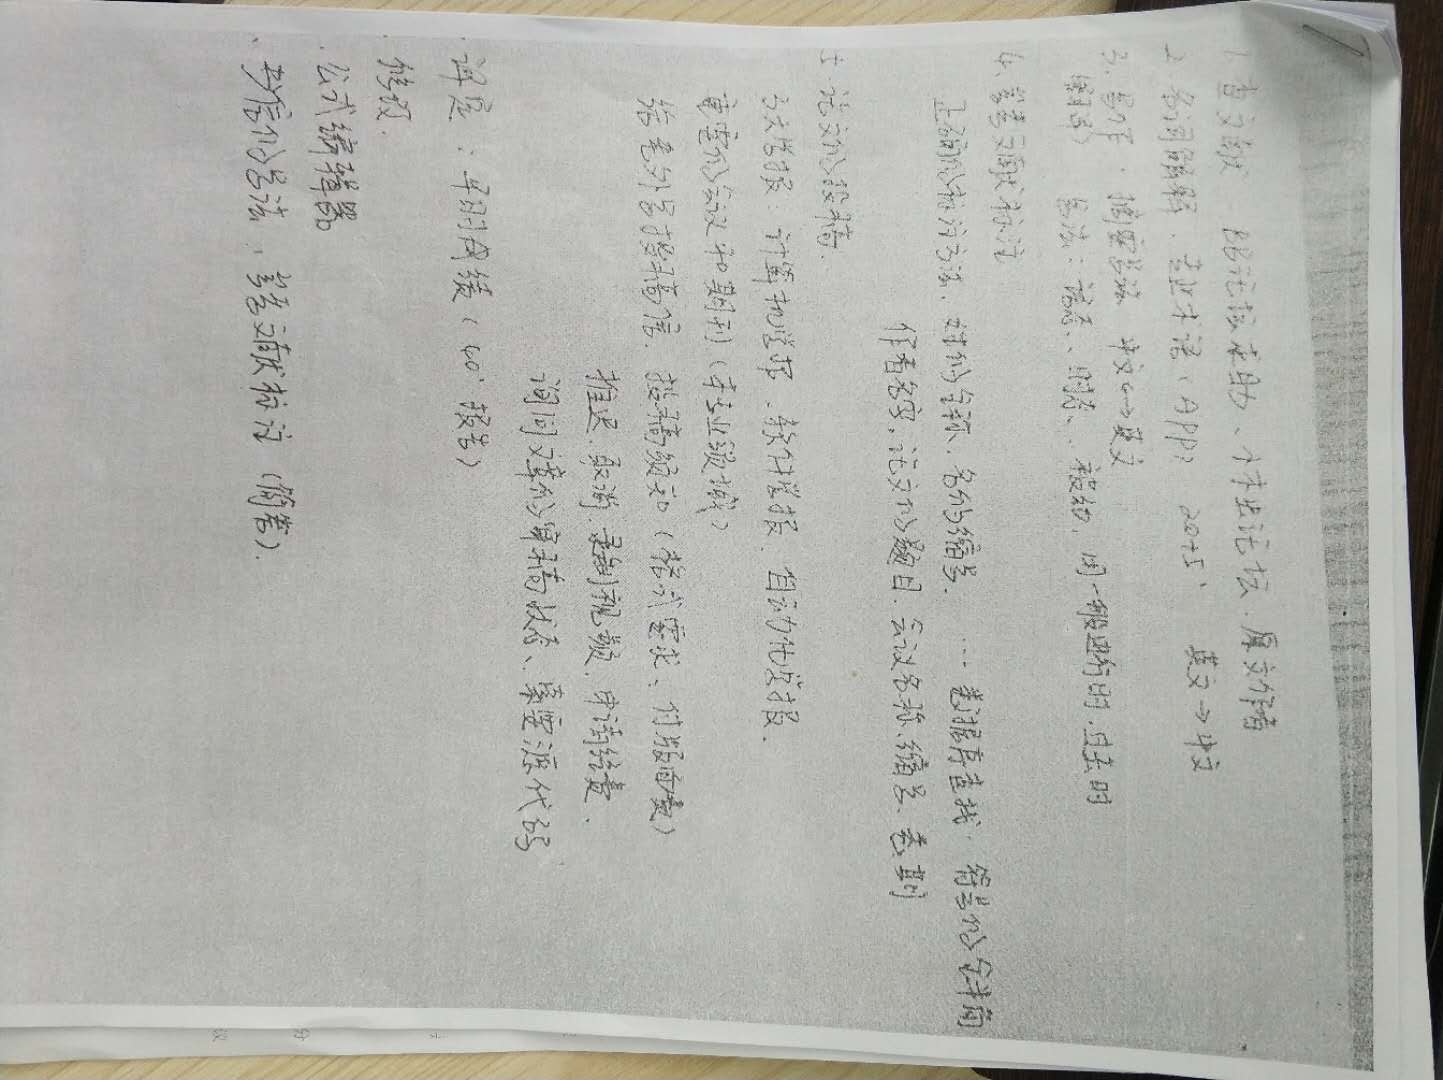 1. 查文献 BB论坛求助、小木虫论坛、原文作者
2. 名词解释、专业术语(APP) 20+5' 英文→中文
3. 写作 · 摘要写法 中文↔英文
(翻译) 写法:语态、时态、被动,用一般进行时、过去时
4. 参考文献标注
正确的标注方法、姓的全称、名的缩写、… 数据库查找 符号的全半角
作者名字,论文的题目、会议名称、缩写、卷、期
5. 论文的投稿.
3大学报:计算机学报、软件学报、自动化学报.
重要的会议和期刊(本专业领域)
给老外写投稿信. 投稿须知(格式要求、付版面费)
推迟、取消、录制视频、申请经费.
询问文章的审稿状态、索要源代码
· 评定:平时成绩(40' 报告)
· 修改.
· 公式编辑器
· 书信的写法、参考文献标注(简答).